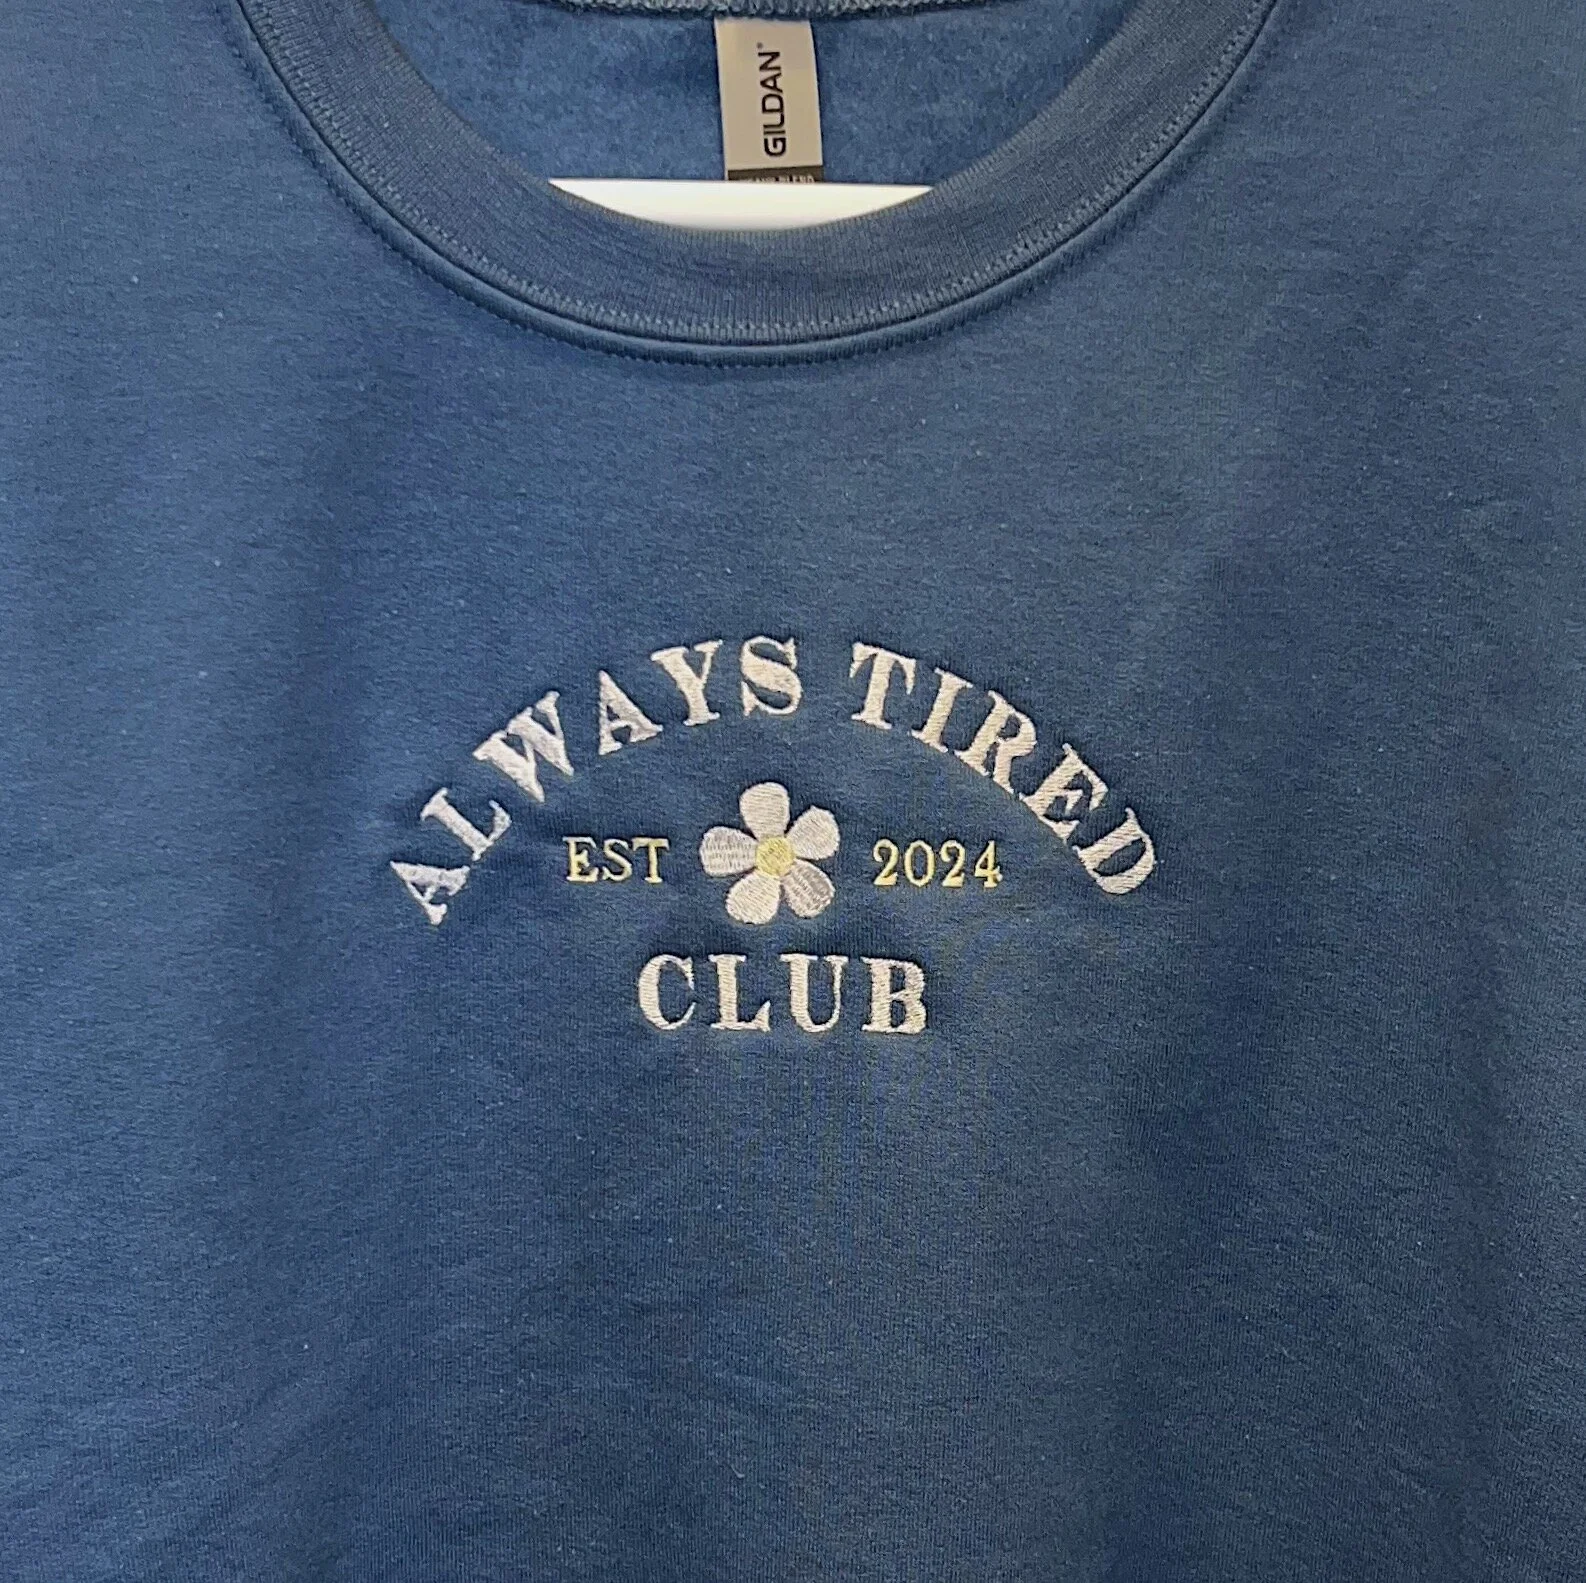 GILDAN
ALWAYS TIRED
EST 2024
CLUB